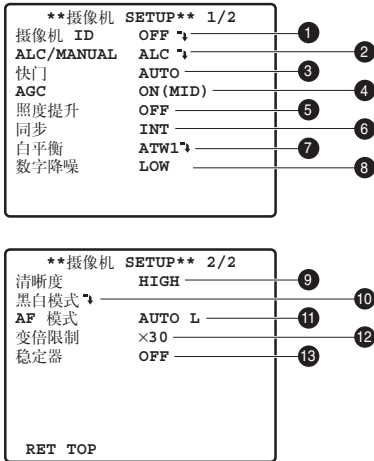 **摄像机 SETUP** 1/2
摄像机 ID OFF ↴ 1
ALC/MANUAL ALC ↴ 2
快门 AUTO 3
AGC ON(MID) 4
照度提升 OFF 5
同步 INT 6
白平衡 ATW1↴ 7
数字降噪 LOW 8
**摄像机 SETUP** 2/2
清晰度 HIGH 9
黑白模式 ↴ 10
AF 模式 AUTO L 11
变倍限制 ×30 12
稳定器 OFF 13
RET TOP